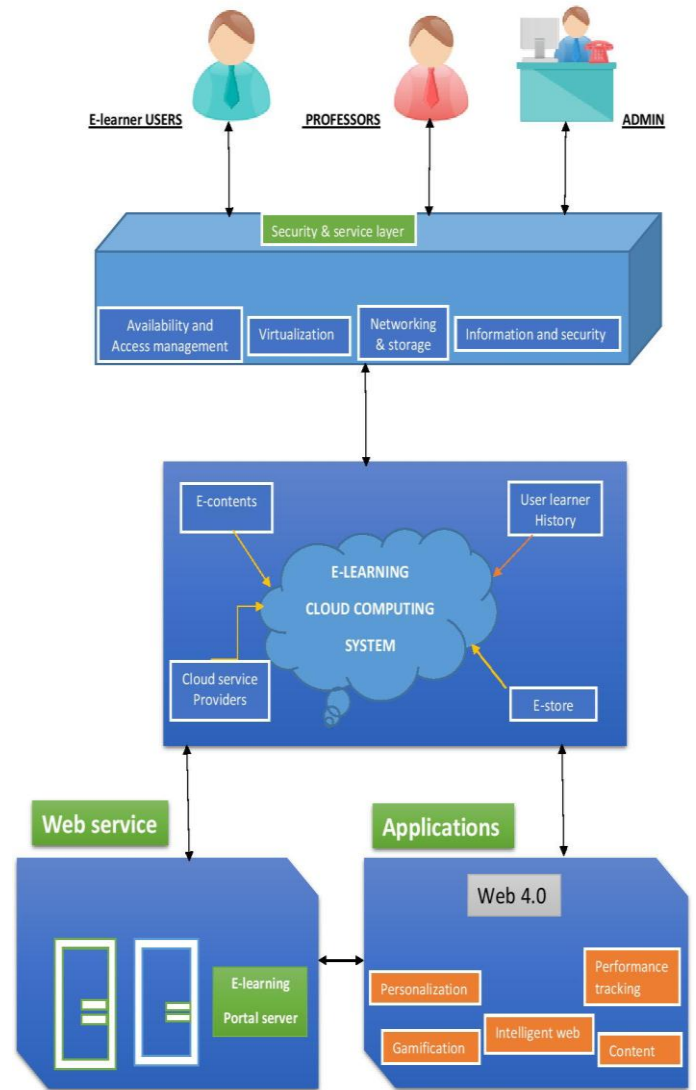 E-learner USERS
PROFESSORS
ADMIN
Security & service layer
Availability and
Access management
Virtualization
Networking
& storage
Information and security
E-contents
User learner
History
E-LEARNING
CLOUD COMPUTING
SYSTEM
Cloud service
Providers
E-store
Web service
Applications
Web 4.0
E-learning
Portal server
Personalization
Performance
tracking
Gamification
Intelligent web
Content